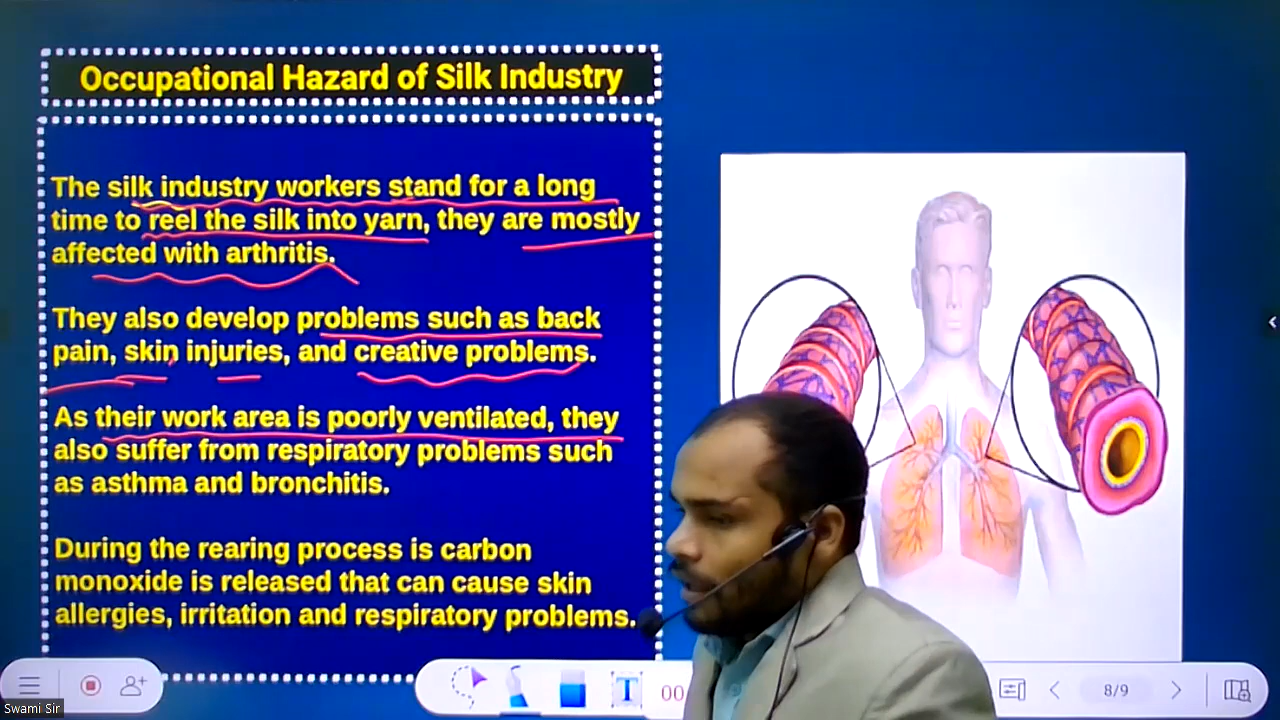 Occupational Hazard of Silk Industry
The silk industry workers stand for a long
time to reel the silk into yarn, they are mostly
affected with arthritis.
They also develop problems such as back
pain, skin injuries, and creative problems.
As their work area is poorly ventilated, they
also suffer from respiratory problems such
as asthma and bronchitis.
During the rearing process is carbon
monoxide is released that can cause skin
allergies, irritation and respiratory problems.
T
00
8/9
Swami Sir